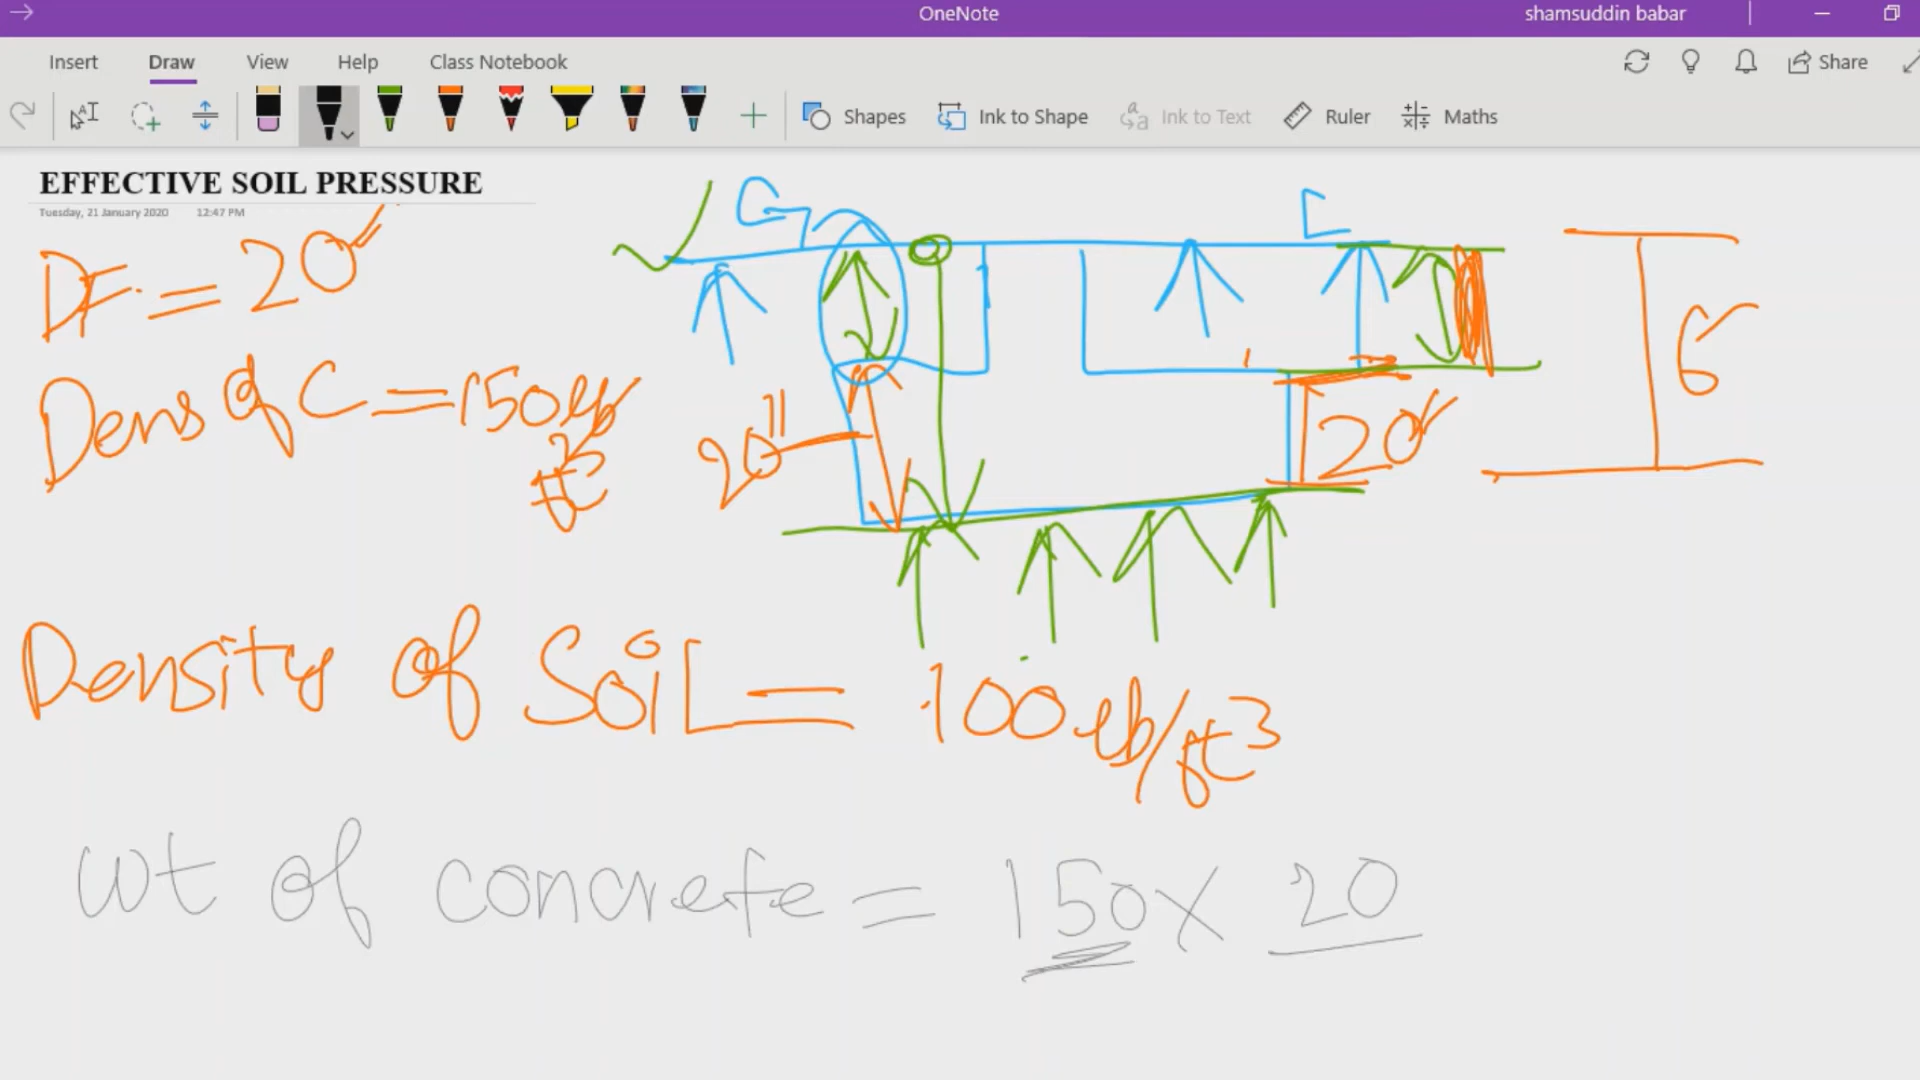 OneNote
shamsuddin babar
Insert Draw View Help Class Notebook Share
Shapes Ink to Shape Ink to Text Ruler Maths
EFFECTIVE SOIL PRESSURE
Tuesday, 21 January 2020 12:47 PM
G
DF = 20"
6'
Dens of C = 150 lb
20"
20"
Density of SoiL = 100 lb/ft3
wt of concrete = 150 x 20